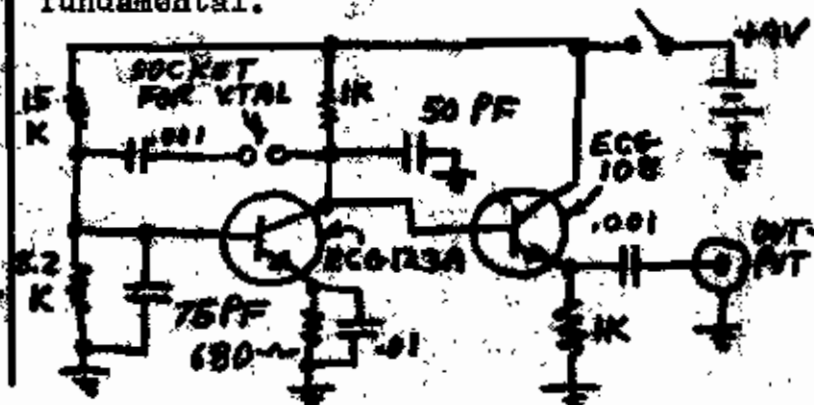 fundamental.
+9V
SOCKET
FOR XTAL
15
K
1K
50 PF
.001
ECG
108
.001
OUT-
PUT
ECG123A
8.2
K
75PF
680
.01
1K